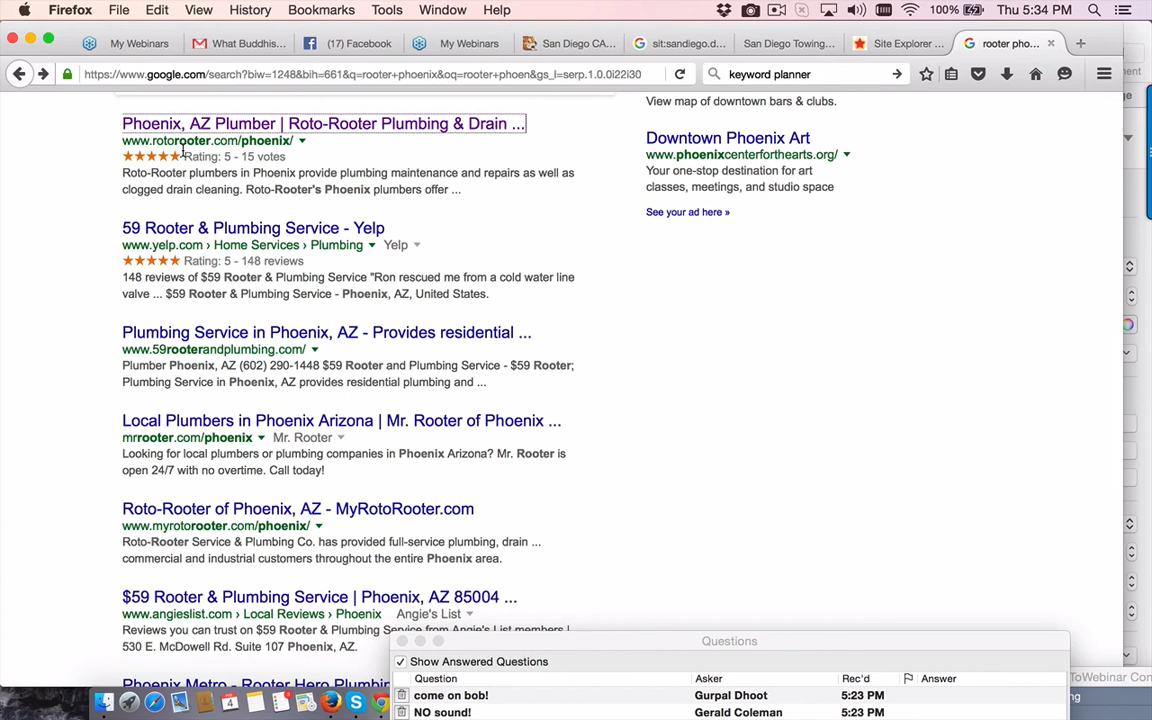 Firefox File Edit View History Bookmarks Tools Window Help 100% Thu 5:34 PM
My Webinars What Buddhis... (17) Facebook My Webinars San Diego CA... sit:sandiego.d... San Diego Towing... Site Explorer ... rooter pho...
https://www.google.com/search?biw=1248&bih=661&q=rooter+phoenix&oq=rooter+phoen&gs_l=serp.1.0.0i22i30 keyword planner
View map of downtown bars & clubs.
Downtown Phoenix Art
www.phoenixcenterforthearts.org/
Your one-stop destination for art
classes, meetings, and studio space
See your ad here »
Phoenix, AZ Plumber | Roto-Rooter Plumbing & Drain ...
www.rotorooter.com/phoenix/
Rating: 5 - 15 votes
Roto-Rooter plumbers in Phoenix provide plumbing maintenance and repairs as well as
clogged drain cleaning. Roto-Rooter's Phoenix plumbers offer ...
59 Rooter & Plumbing Service - Yelp
www.yelp.com › Home Services › Plumbing Yelp
Rating: 5 - 148 reviews
148 reviews of $59 Rooter & Plumbing Service "Ron rescued me from a cold water line
valve ... $59 Rooter & Plumbing Service - Phoenix, AZ, United States.
Plumbing Service in Phoenix, AZ - Provides residential ...
www.59rooterandplumbing.com/
Plumber Phoenix, AZ (602) 290-1448 $59 Rooter and Plumbing Service - $59 Rooter;
Plumbing Service in Phoenix, AZ provides residential plumbing and ...
Local Plumbers in Phoenix Arizona | Mr. Rooter of Phoenix ...
mrrooter.com/phoenix Mr. Rooter
Looking for local plumbers or plumbing companies in Phoenix Arizona? Mr. Rooter is
open 24/7 with no overtime. Call today!
Roto-Rooter of Phoenix, AZ - MyRotoRooter.com
www.myrotorooter.com/phoenix/
Roto-Rooter Service & Plumbing Co. has provided full-service plumbing, drain ...
commercial and industrial customers throughout the entire Phoenix area.
$59 Rooter & Plumbing Service | Phoenix, AZ 85004 ...
www.angieslist.com › Local Reviews › Phoenix Angie's List
Reviews you can trust on $59 Rooter & Plumbing Service from Angie's List members |
530 E. McDowell Rd. Suite 107 Phoenix, AZ.
Phoenix Metro - Rooter Hero Plumbing
Questions
Show Answered Questions
Question Asker Rec'd Answer
come on bob! Gurpal Dhoot 5:23 PM
NO sound! Gerald Coleman 5:23 PM